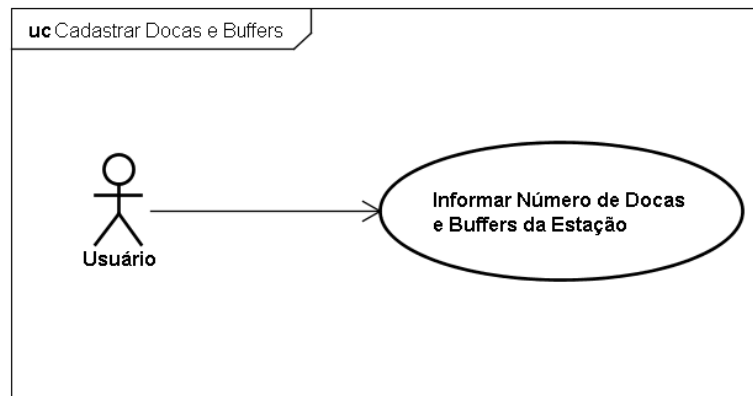 uc Cadastrar Docas e Buffers
Informar Número de Docas
e Buffers da Estação
Usuário